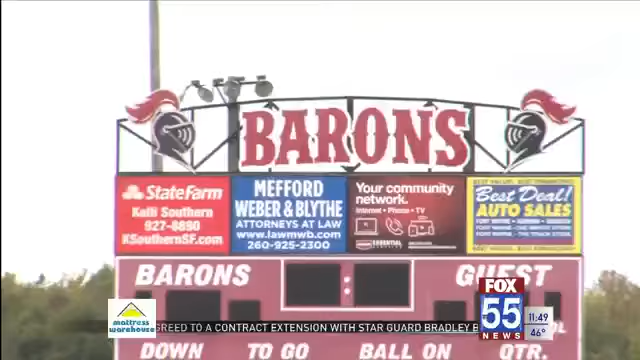 BARONS
StateFarm
Kalli Southern
927-8890
KSouthernSF.com
MEFFORD
WEBER & BLYTHE
ATTORNEYS AT LAW
www.lawmwb.com
260-925-2300
Your community
network.
Internet • Phone • TV
ESSENTIAL
Best Deal!
AUTO SALES
BARONS
GUEST
DOWN
TO GO
BALL ON
QTR.
mattress
warehouse
GREED TO A CONTRACT EXTENSION WITH STAR GUARD BRADLEY B
FOX
55
NEWS
11:49
46°